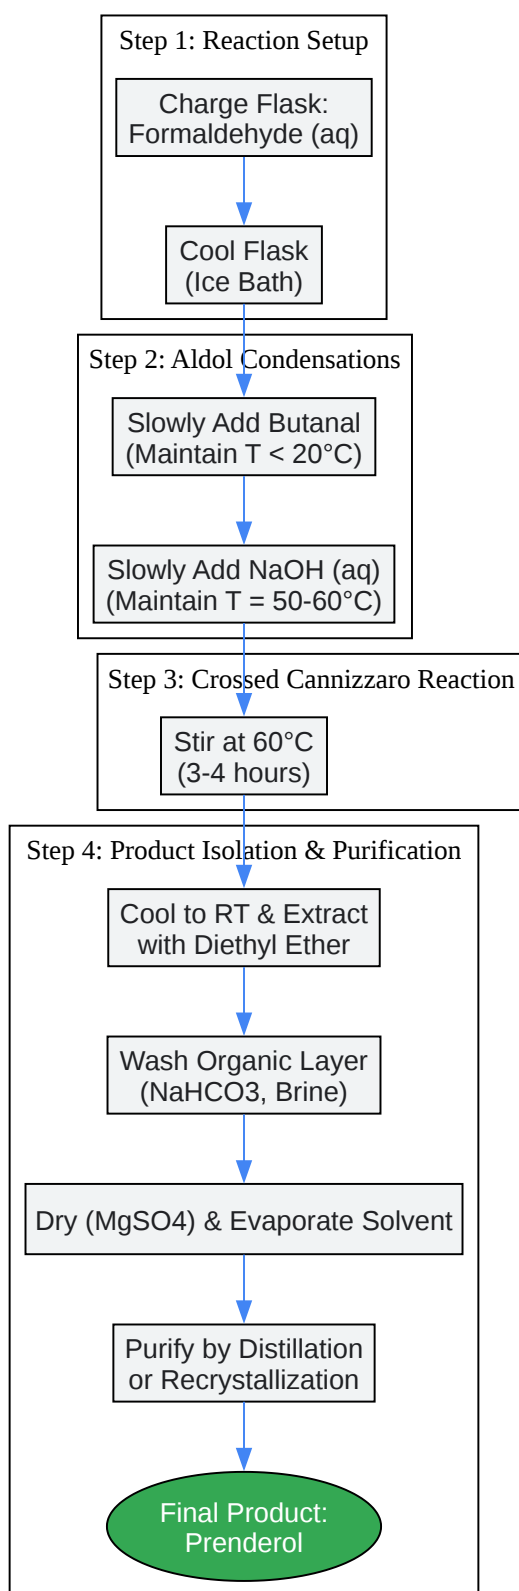 Step 1: Reaction Setup
Charge Flask:
Formaldehyde (aq)
Cool Flask
(Ice Bath)
Step 2: Aldol Condensations
Slowly Add Butanal
(Maintain T < 20°C)
Slowly Add NaOH (aq)
(Maintain T = 50-60°C)
Step 3: Crossed Cannizzaro Reaction
Stir at 60°C
(3-4 hours)
Step 4: Product Isolation & Purification
Cool to RT & Extract
with Diethyl Ether
Wash Organic Layer
(NaHCO3, Brine)
Dry (MgSO4) & Evaporate Solvent
Purify by Distillation
or Recrystallization
Final Product:
Prenderol